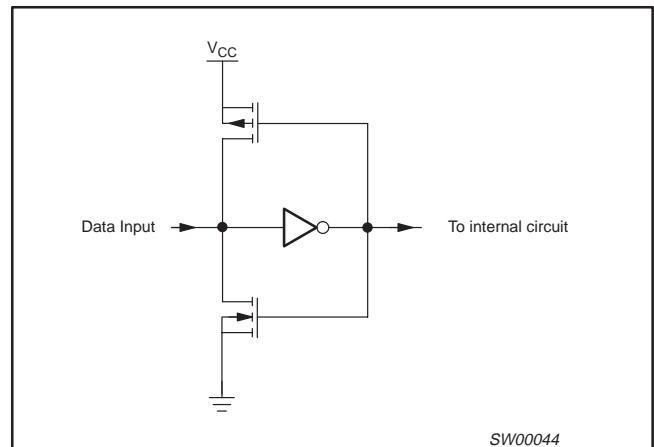 VCC
Data Input
To internal circuit
SW00044